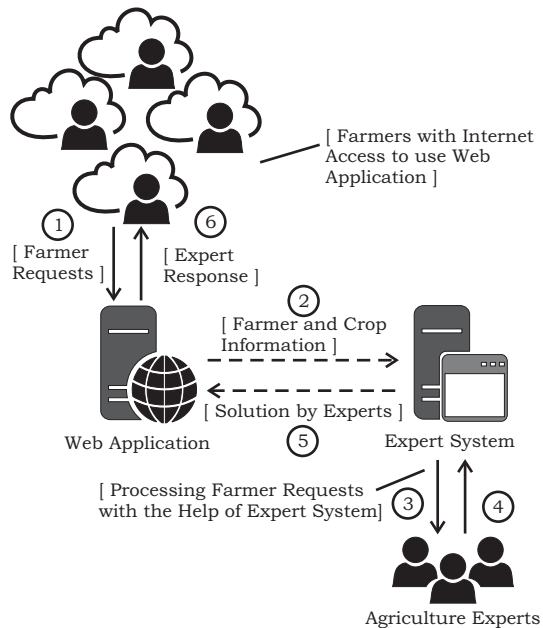 [ Farmers with Internet
Access to use Web
Application ]
1
[ Farmer
Requests ]
6
[ Expert
Response ]
2
[ Farmer and Crop
Information ]
[ Solution by Experts ]
5
Web Application
Expert System
[ Processing Farmer Requests
with the Help of Expert System]
3
4
Agriculture Experts